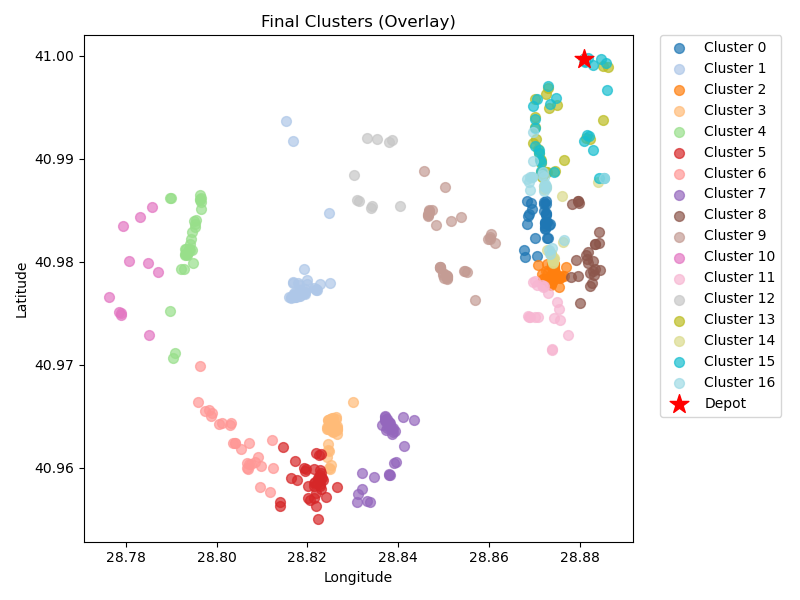 Final Clusters (Overlay)
41.00
40.99
40.98
40.97
40.96
Latitude
28.78
28.80
28.82
28.84
28.86
28.88
Longitude
Cluster 0
Cluster 1
Cluster 2
Cluster 3
Cluster 4
Cluster 5
Cluster 6
Cluster 7
Cluster 8
Cluster 9
Cluster 10
Cluster 11
Cluster 12
Cluster 13
Cluster 14
Cluster 15
Cluster 16
Depot